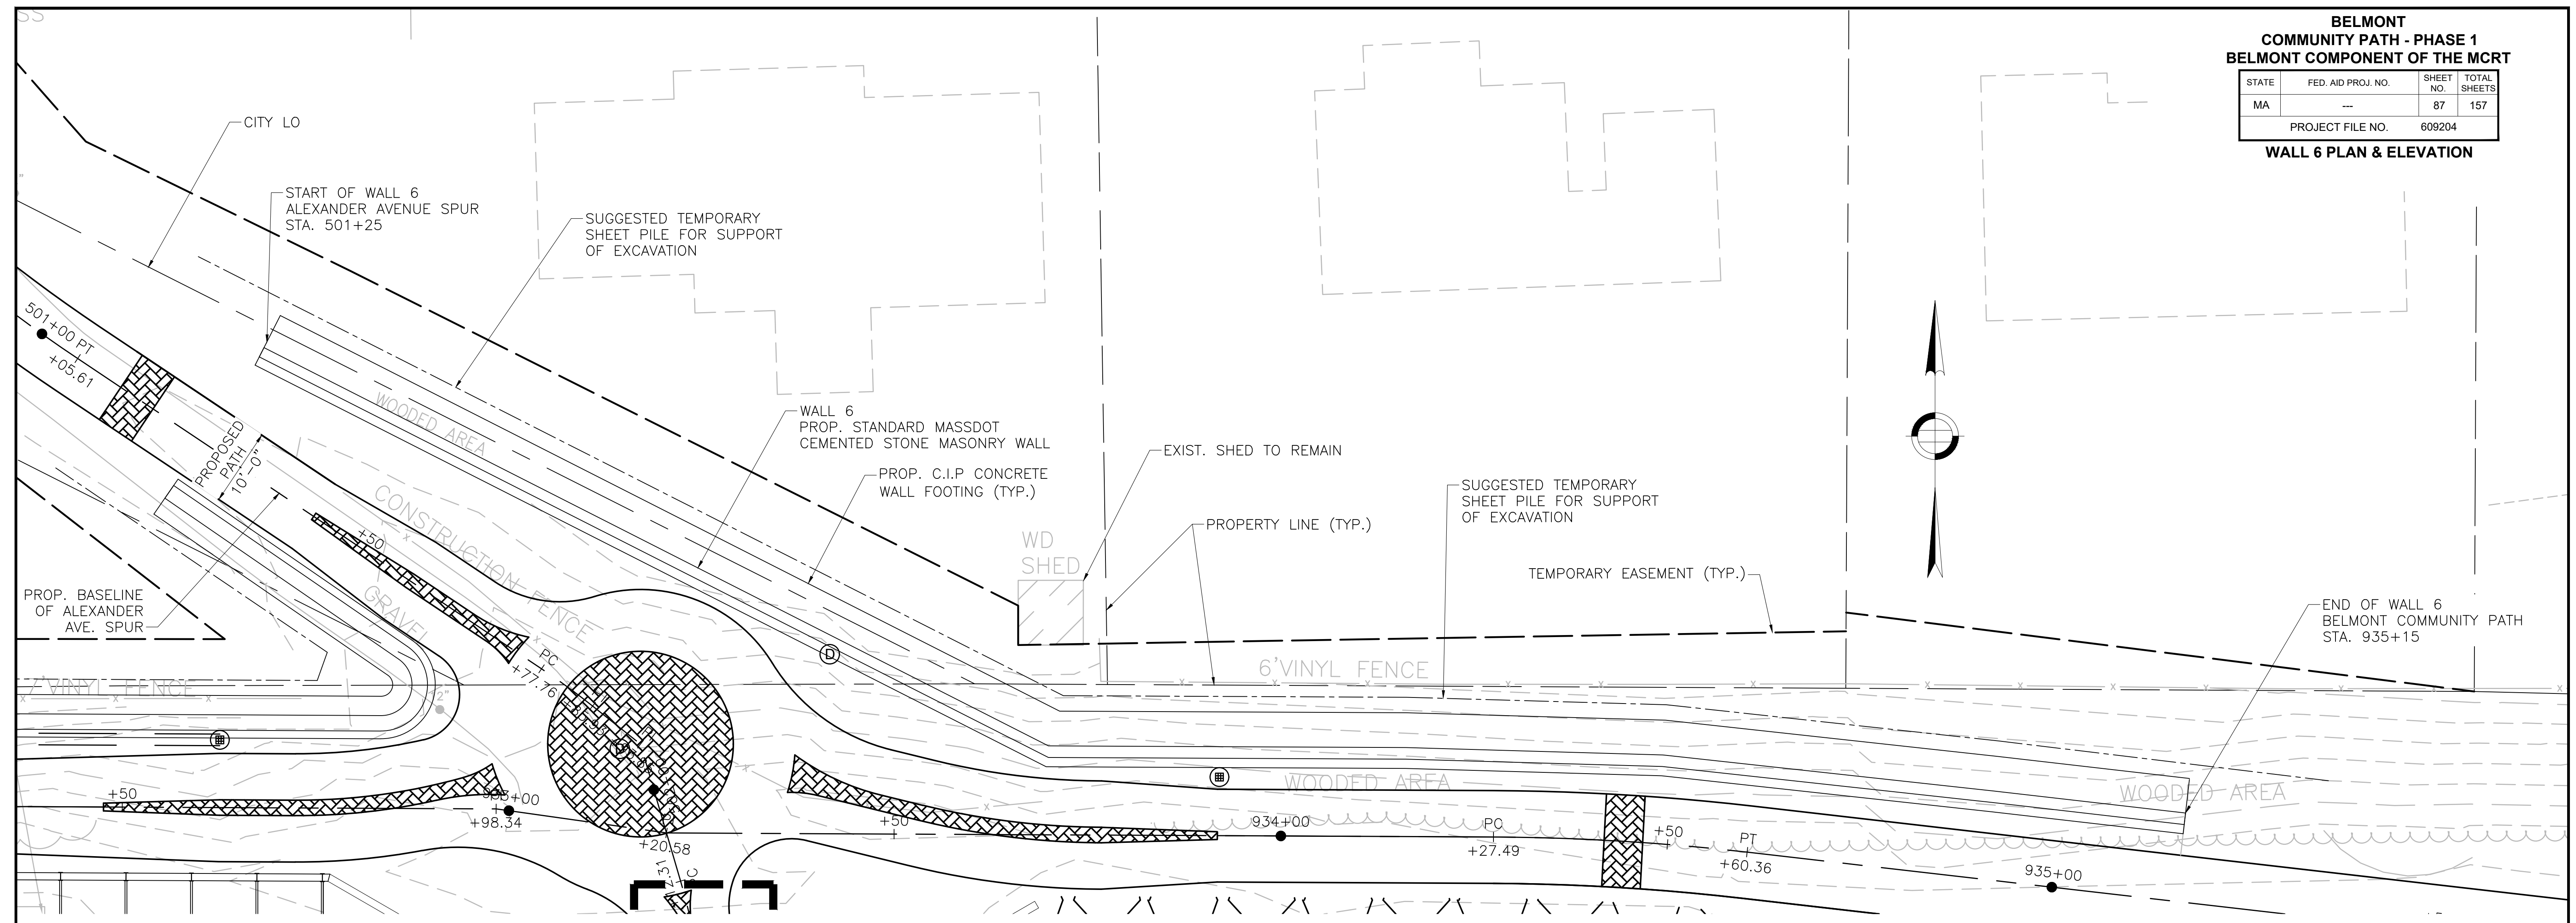 SS
BELMONT
COMMUNITY PATH - PHASE 1
BELMONT COMPONENT OF THE MCRT
STATE FED. AID PROJ. NO. SHEET NO. TOTAL SHEETS
MA --- 87 157
PROJECT FILE NO. 609204
WALL 6 PLAN & ELEVATION
CITY LO
START OF WALL 6
ALEXANDER AVENUE SPUR
STA. 501+25
SUGGESTED TEMPORARY
SHEET PILE FOR SUPPORT
OF EXCAVATION
501+00
PT
+05.61
WOODED AREA
WALL 6
PROP. STANDARD MASSDOT
CEMENTED STONE MASONRY WALL
PROP. C.I.P CONCRETE
WALL FOOTING (TYP.)
EXIST. SHED TO REMAIN
PROPOSED
PATH
10'-0"
CONSTRUCTION FENCE
SUGGESTED TEMPORARY
SHEET PILE FOR SUPPORT
OF EXCAVATION
PROPERTY LINE (TYP.)
WD
SHED
+50
TEMPORARY EASEMENT (TYP.)
PROP. BASELINE
OF ALEXANDER
AVE. SPUR
GRAVEL
END OF WALL 6
BELMONT COMMUNITY PATH
STA. 935+15
D
PC
+77.76
6'VINYL FENCE
7'VINYL FENCE
12"
WOODED AREA
WOODED AREA
+50
933+00
+98.34
+20.58
+50
934+00
PC
+27.49
+50
PT
+60.36
935+00